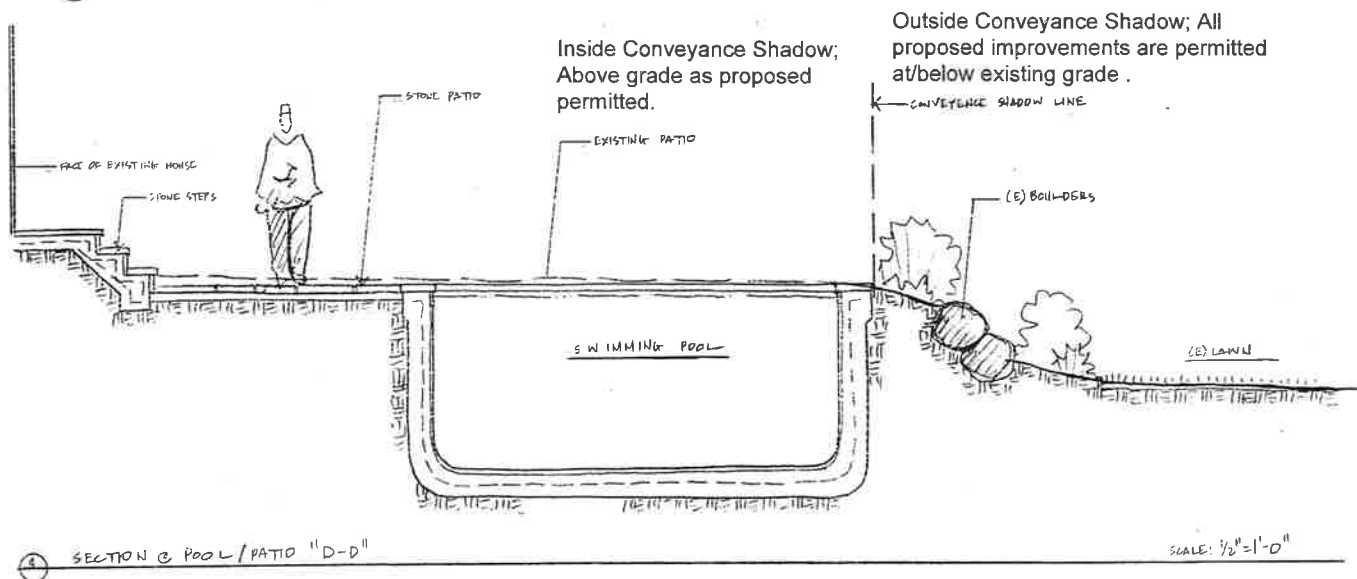 Inside Conveyance Shadow;
Above grade as proposed
permitted.
Outside Conveyance Shadow; All
proposed improvements are permitted
at/below existing grade .
CONVEYENCE SHADOW LINE
STONE PATIO
EXISTING PATIO
FACE OF EXISTING HOUSE
STONE STEPS
(E) BOULDERS
SWIMMING POOL
(E) LAWN
SECTION @ POOL/PATIO "D-D"
SCALE: 1/2"=1'-0"